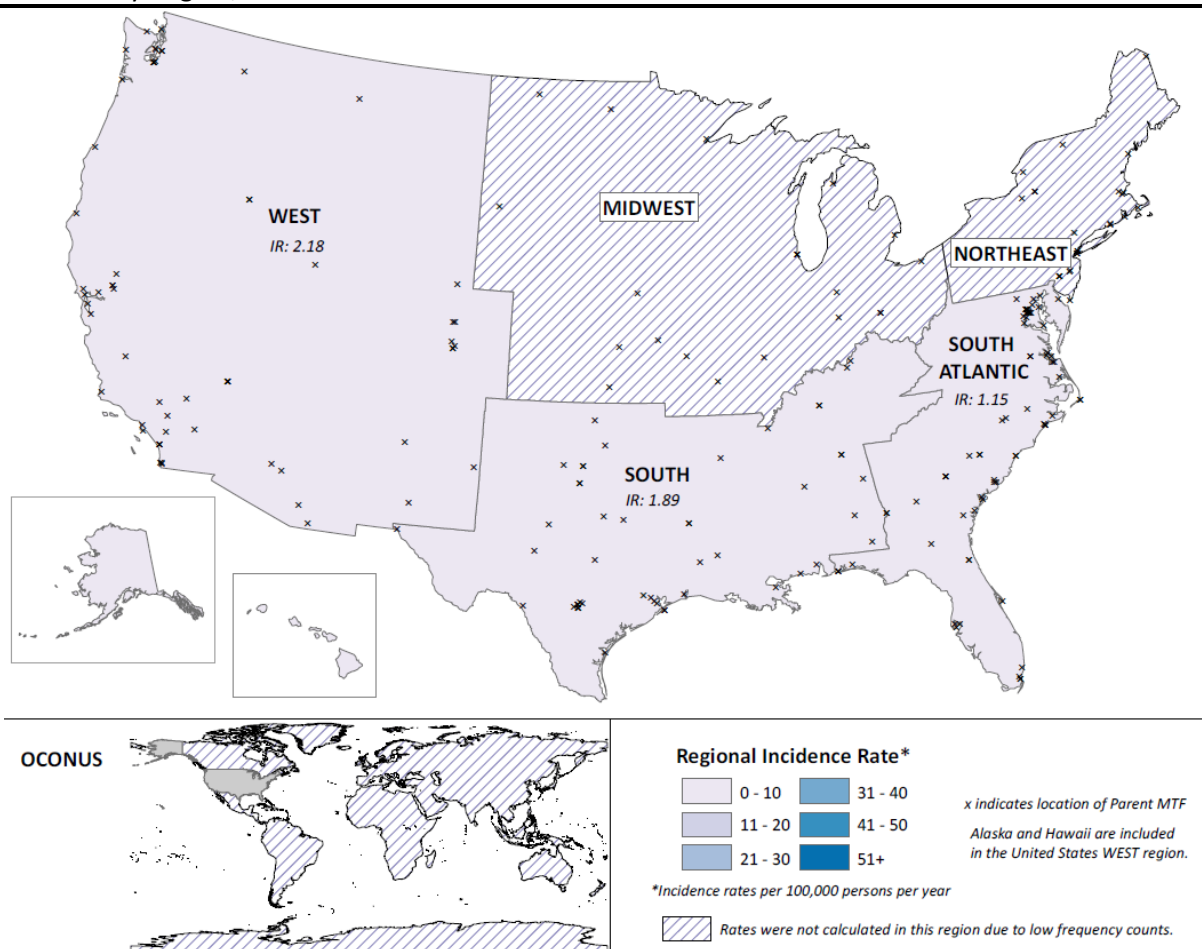 WEST
IR: 2.18
MIDWEST
NORTHEAST
SOUTH
ATLANTIC
IR: 1.15
SOUTH
IR: 1.89
OCONUS
Regional Incidence Rate*
0 - 10
31 - 40
11 - 20
41 - 50
21 - 30
51+
x indicates location of Parent MTF
Alaska and Hawaii are included
in the United States WEST region.
*Incidence rates per 100,000 persons per year
Rates were not calculated in this region due to low frequency counts.